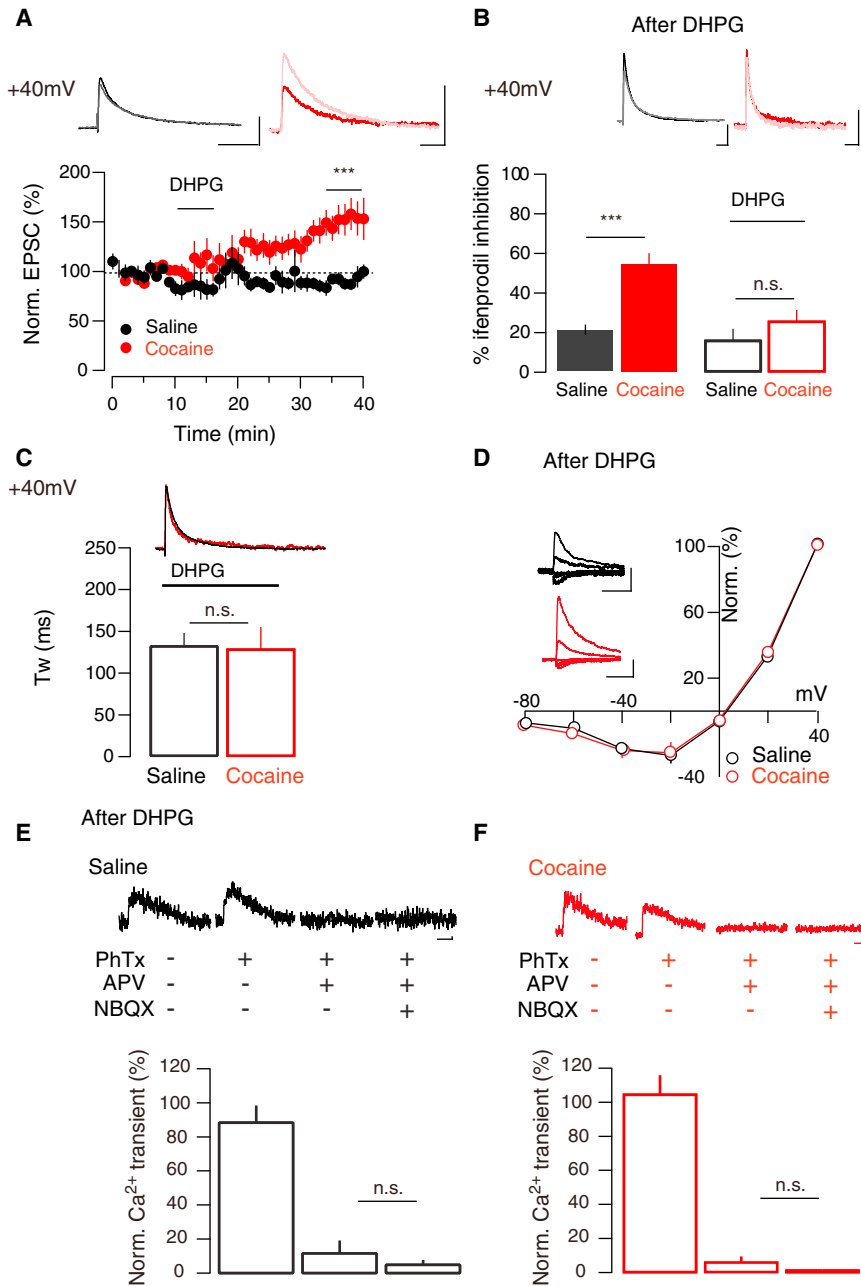 A
+40mV
Norm. EPSC (%)
200
150
100
50
0
DHPG
***
Saline
Cocaine
0
10
20
30
40
Time (min)
B
After DHPG
+40mV
% ifenprodil inhibition
100
80
60
40
20
0
***
DHPG
n.s.
Saline
Cocaine
Saline
Cocaine
C
+40mV
Tw (ms)
250
200
150
100
50
0
DHPG
n.s.
Saline
Cocaine
D
After DHPG
Norm. (%)
100
60
20
-40
-80
-40
0
40
mV
Saline
Cocaine
After DHPG
E
Saline
PhTx - + + +
APV - - + +
NBQX - - - +
Norm. Ca²⁺ transient (%)
120
100
80
60
40
20
0
n.s.
F
Cocaine
PhTx - + + +
APV - - + +
NBQX - - - +
Norm. Ca²⁺ transient (%)
120
100
80
60
40
20
0
n.s.